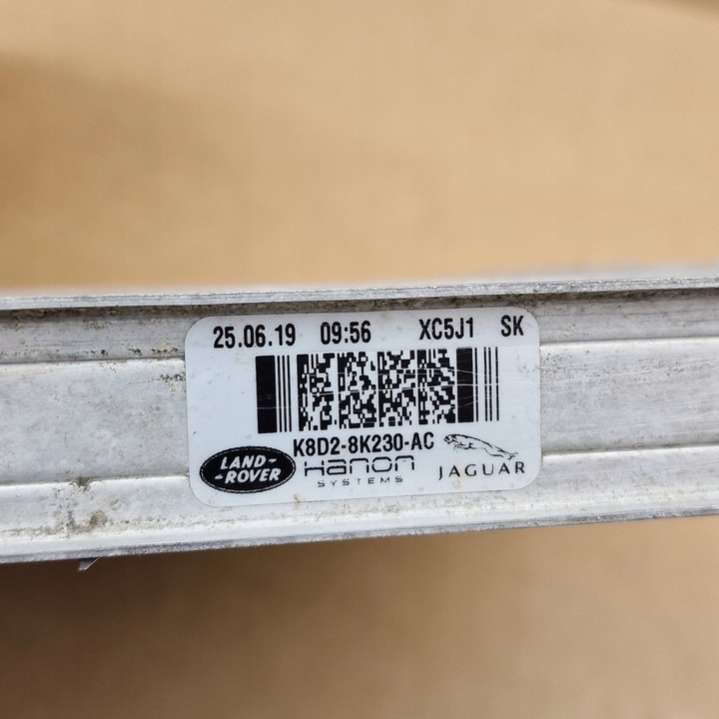 25.06.19 09:56 XC5J1 SK
K8D2-8K230-AC
LAND-
-ROVER
Hanon
SYSTEMS
JAGUAR